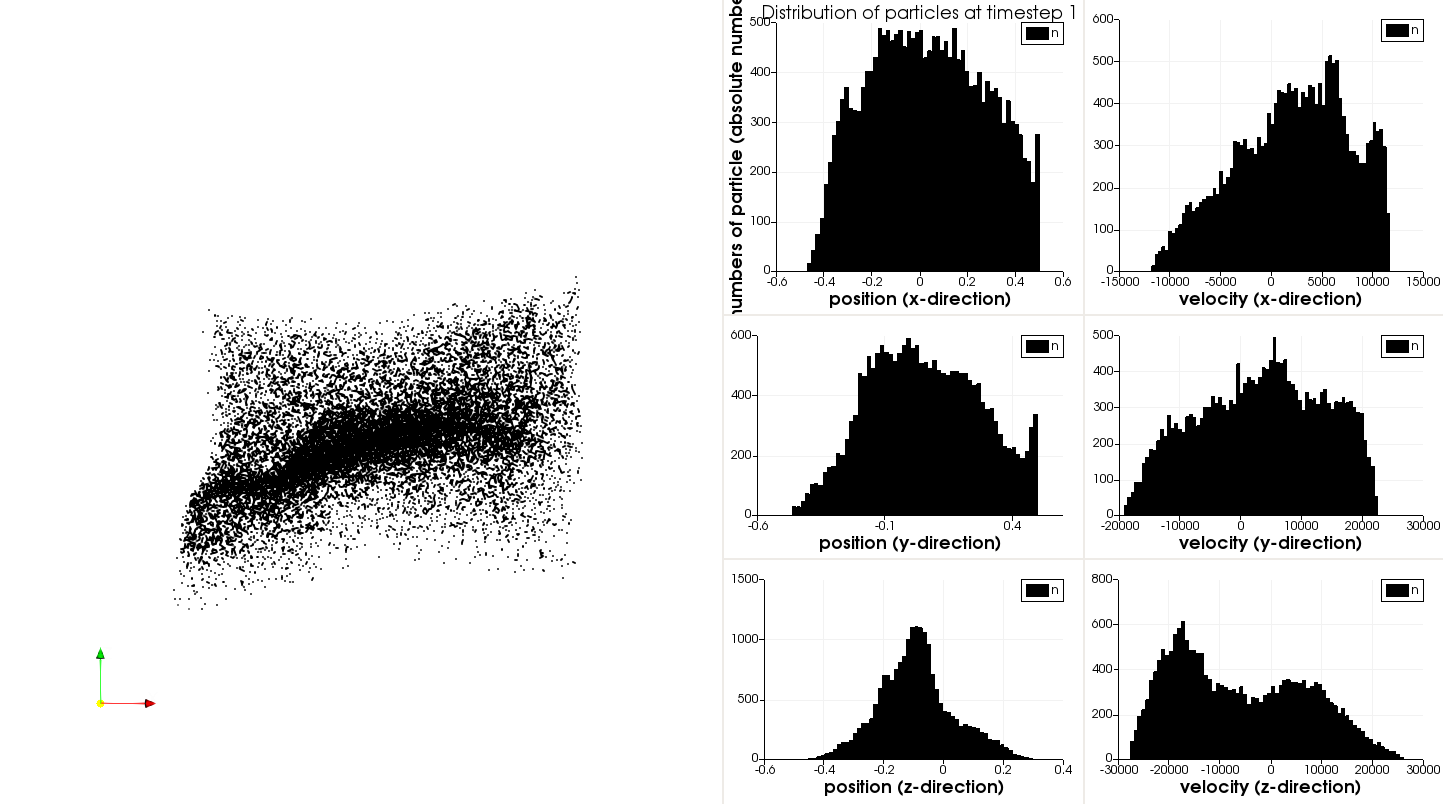 Distribution of particles at timestep 1
numbers of particle (absolute numbe
500
400
300
200
100
0
-0.6 -0.4 -0.2 0 0.2 0.4 0.6
position (x-direction)
n
600
500
400
300
200
100
0
-15000 -10000 -5000 0 5000 10000 15000
velocity (x-direction)
n
600
400
200
0
-0.6 -0.1 0.4
position (y-direction)
n
500
400
300
200
100
0
-20000 -10000 0 10000 20000 30000
velocity (y-direction)
n
1500
1000
500
0
-0.6 -0.4 -0.2 0 0.2 0.4
position (z-direction)
n
800
600
400
200
0
-30000 -20000 -10000 0 10000 20000 30000
velocity (z-direction)
n